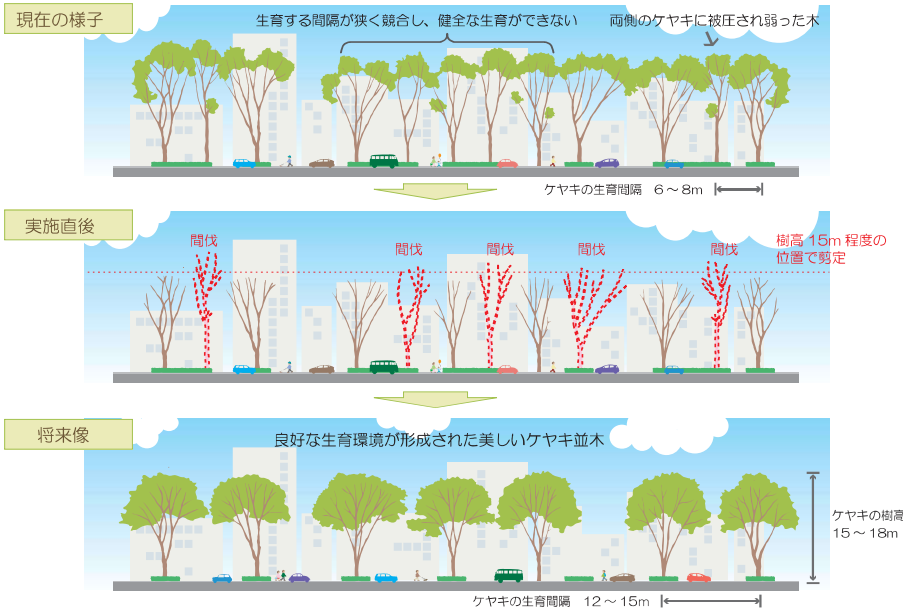 現在の様子
生育する間隔が狭く競合し、健全な生育ができない
両側のケヤキに被圧され弱った木
ケヤキの生育間隔　6～8m
実施直後
間伐
間伐
間伐
間伐
間伐
樹高 15m 程度の
位置で剪定
将来像
良好な生育環境が形成された美しいケヤキ並木
ケヤキの樹高
15～18m
ケヤキの生育間隔　12～15m